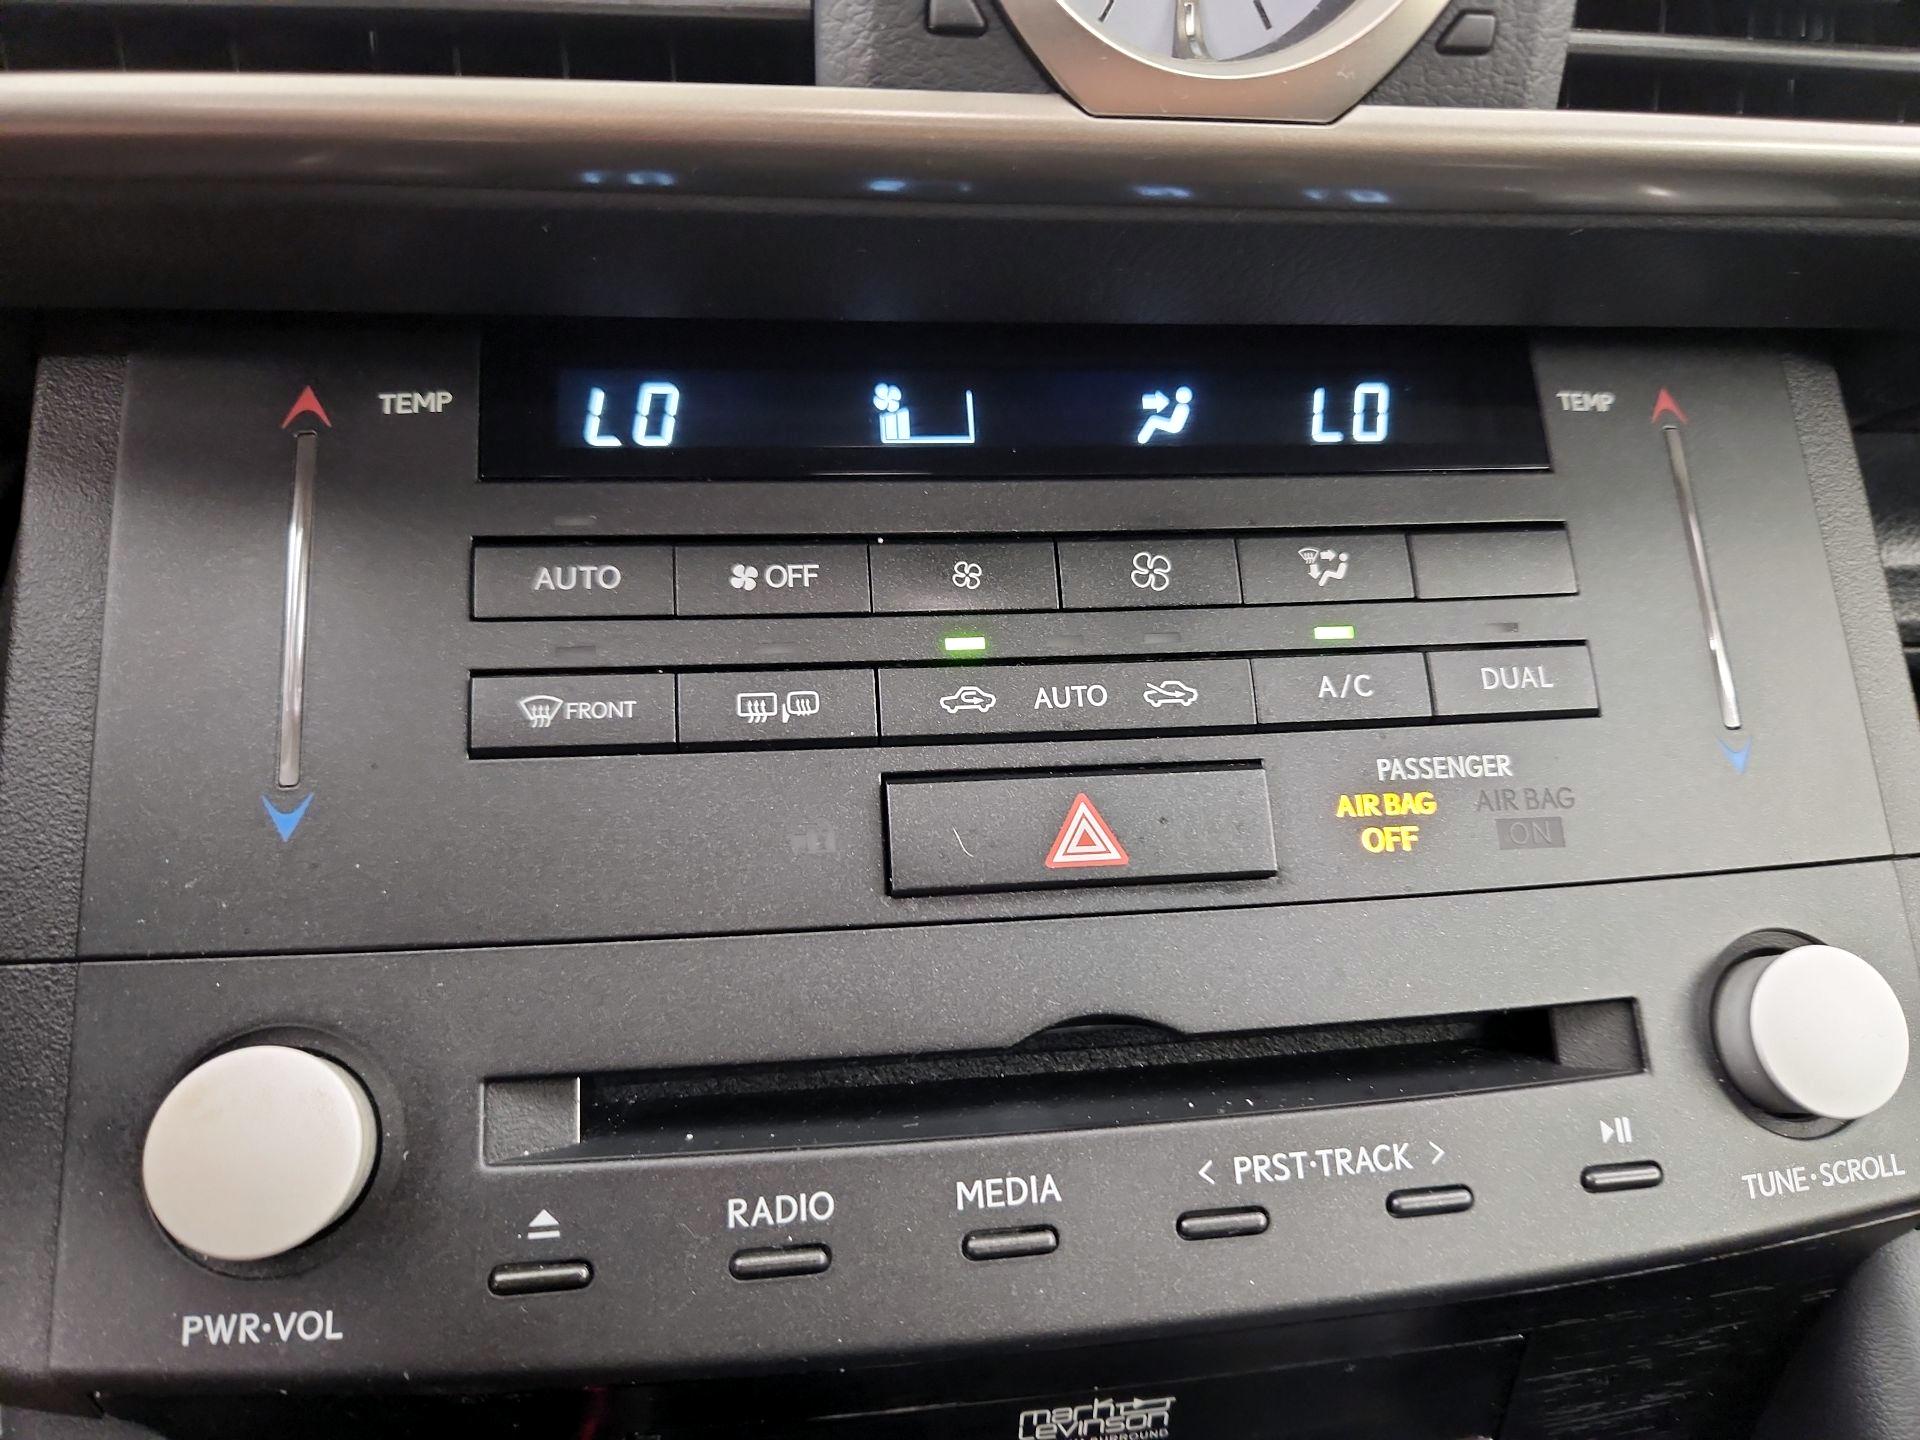 TEMP LO LO TEMP
AUTO OFF
FRONT AUTO A/C DUAL
PASSENGER
AIR BAG AIR BAG
OFF ON
RADIO MEDIA < PRST·TRACK >
PWR·VOL TUNE·SCROLL
mark
Levinson
SURROUND